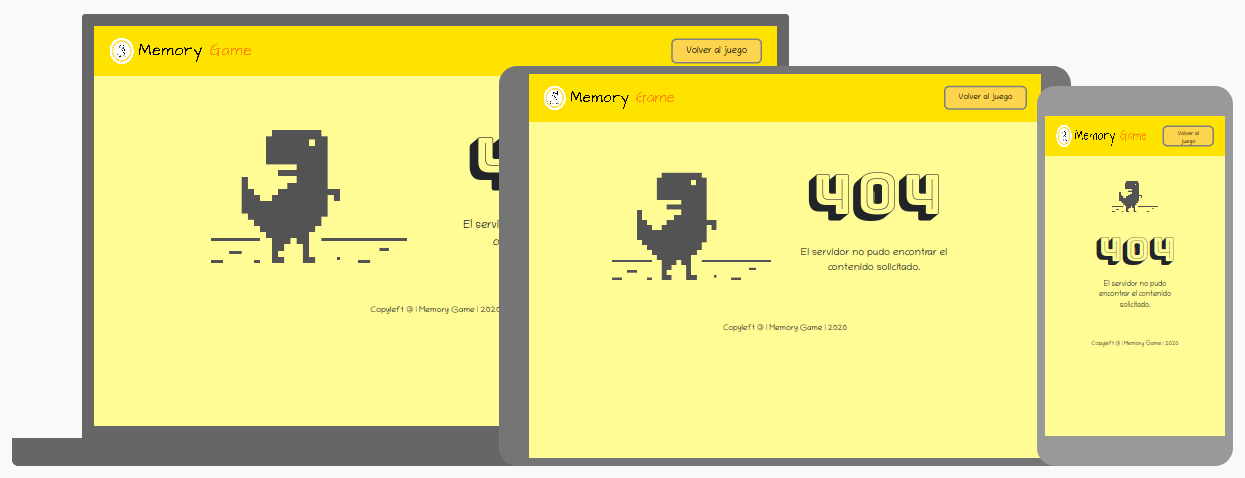 Memory Game
Volver al juego
4
El servi
c
Copyleft | Memory Game | 2020
Memory Game
Volver al juego
404
El servidor no pudo encontrar el
contenido solicitado.
Copyleft | Memory Game | 2020
Memory Game
Volver al
juego
404
El servidor no pudo
encontrar el contenido
solicitado.
Copyleft | Memory Game | 2020